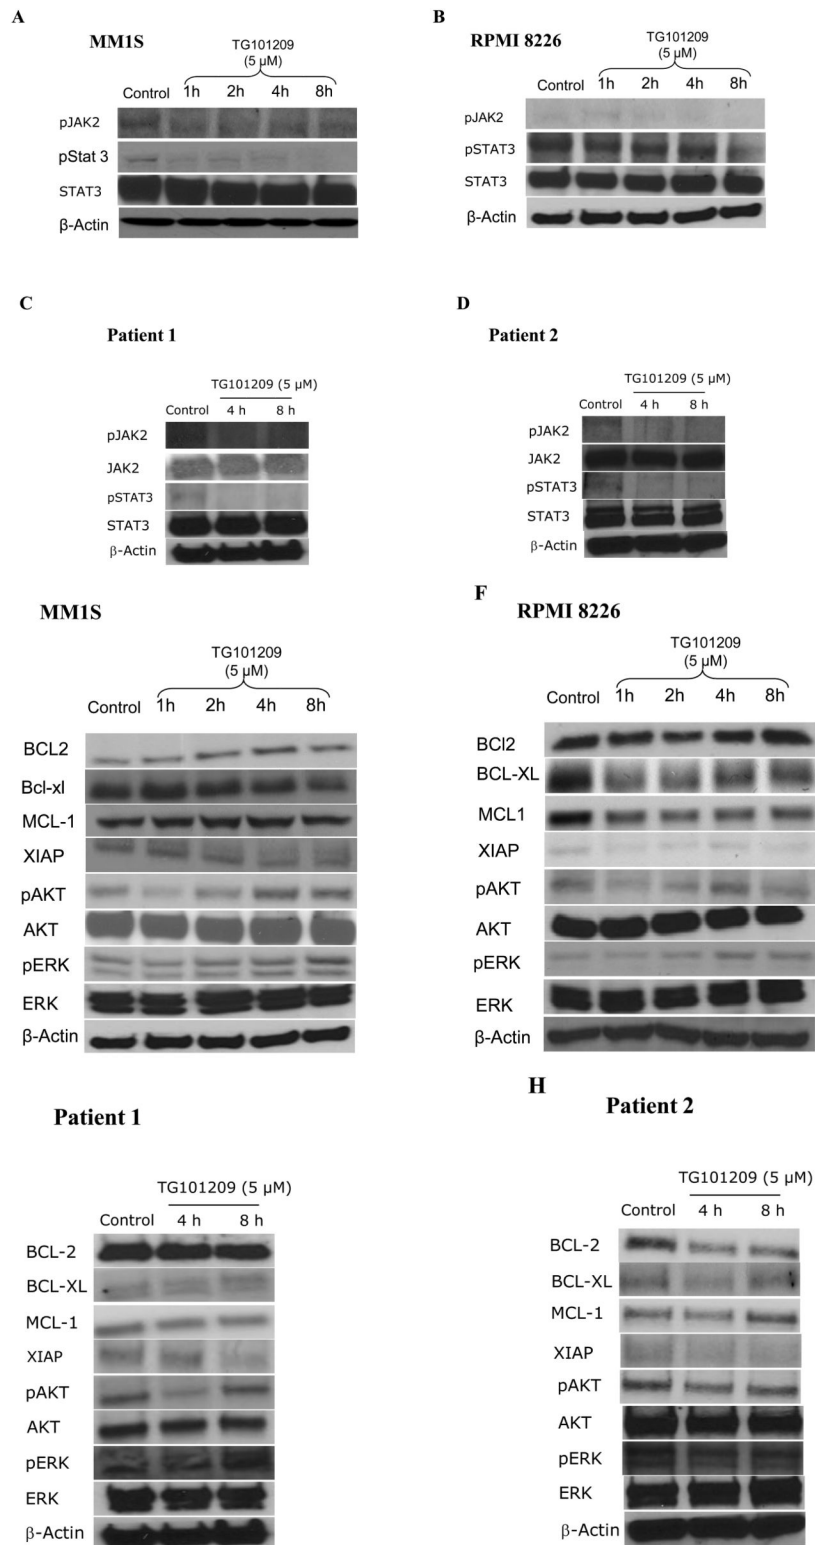 A
MM1S
TG101209
(5 µM)
Control 1h 2h 4h 8h
pJAK2
pStat 3
STAT3
β-Actin
B
RPMI 8226
TG101209
(5 µM)
Control 1h 2h 4h 8h
pJAK2
pSTAT3
STAT3
β-Actin
C
Patient 1
TG101209 (5 µM)
Control 4 h 8 h
pJAK2
JAK2
pSTAT3
STAT3
β-Actin
D
Patient 2
TG101209 (5 µM)
Control 4 h 8 h
pJAK2
JAK2
pSTAT3
STAT3
β-Actin
MM1S
TG101209
(5 µM)
Control 1h 2h 4h 8h
BCL2
Bcl-xl
MCL-1
XIAP
pAKT
AKT
pERK
ERK
β-Actin
F
RPMI 8226
TG101209
(5 µM)
Control 1h 2h 4h 8h
BCl2
BCL-XL
MCL1
XIAP
pAKT
AKT
pERK
ERK
β-Actin
Patient 1
TG101209 (5 µM)
Control 4 h 8 h
BCL-2
BCL-XL
MCL-1
XIAP
pAKT
AKT
pERK
ERK
β-Actin
H
Patient 2
TG101209 (5 µM)
Control 4 h 8 h
BCL-2
BCL-XL
MCL-1
XIAP
pAKT
AKT
pERK
ERK
β-Actin